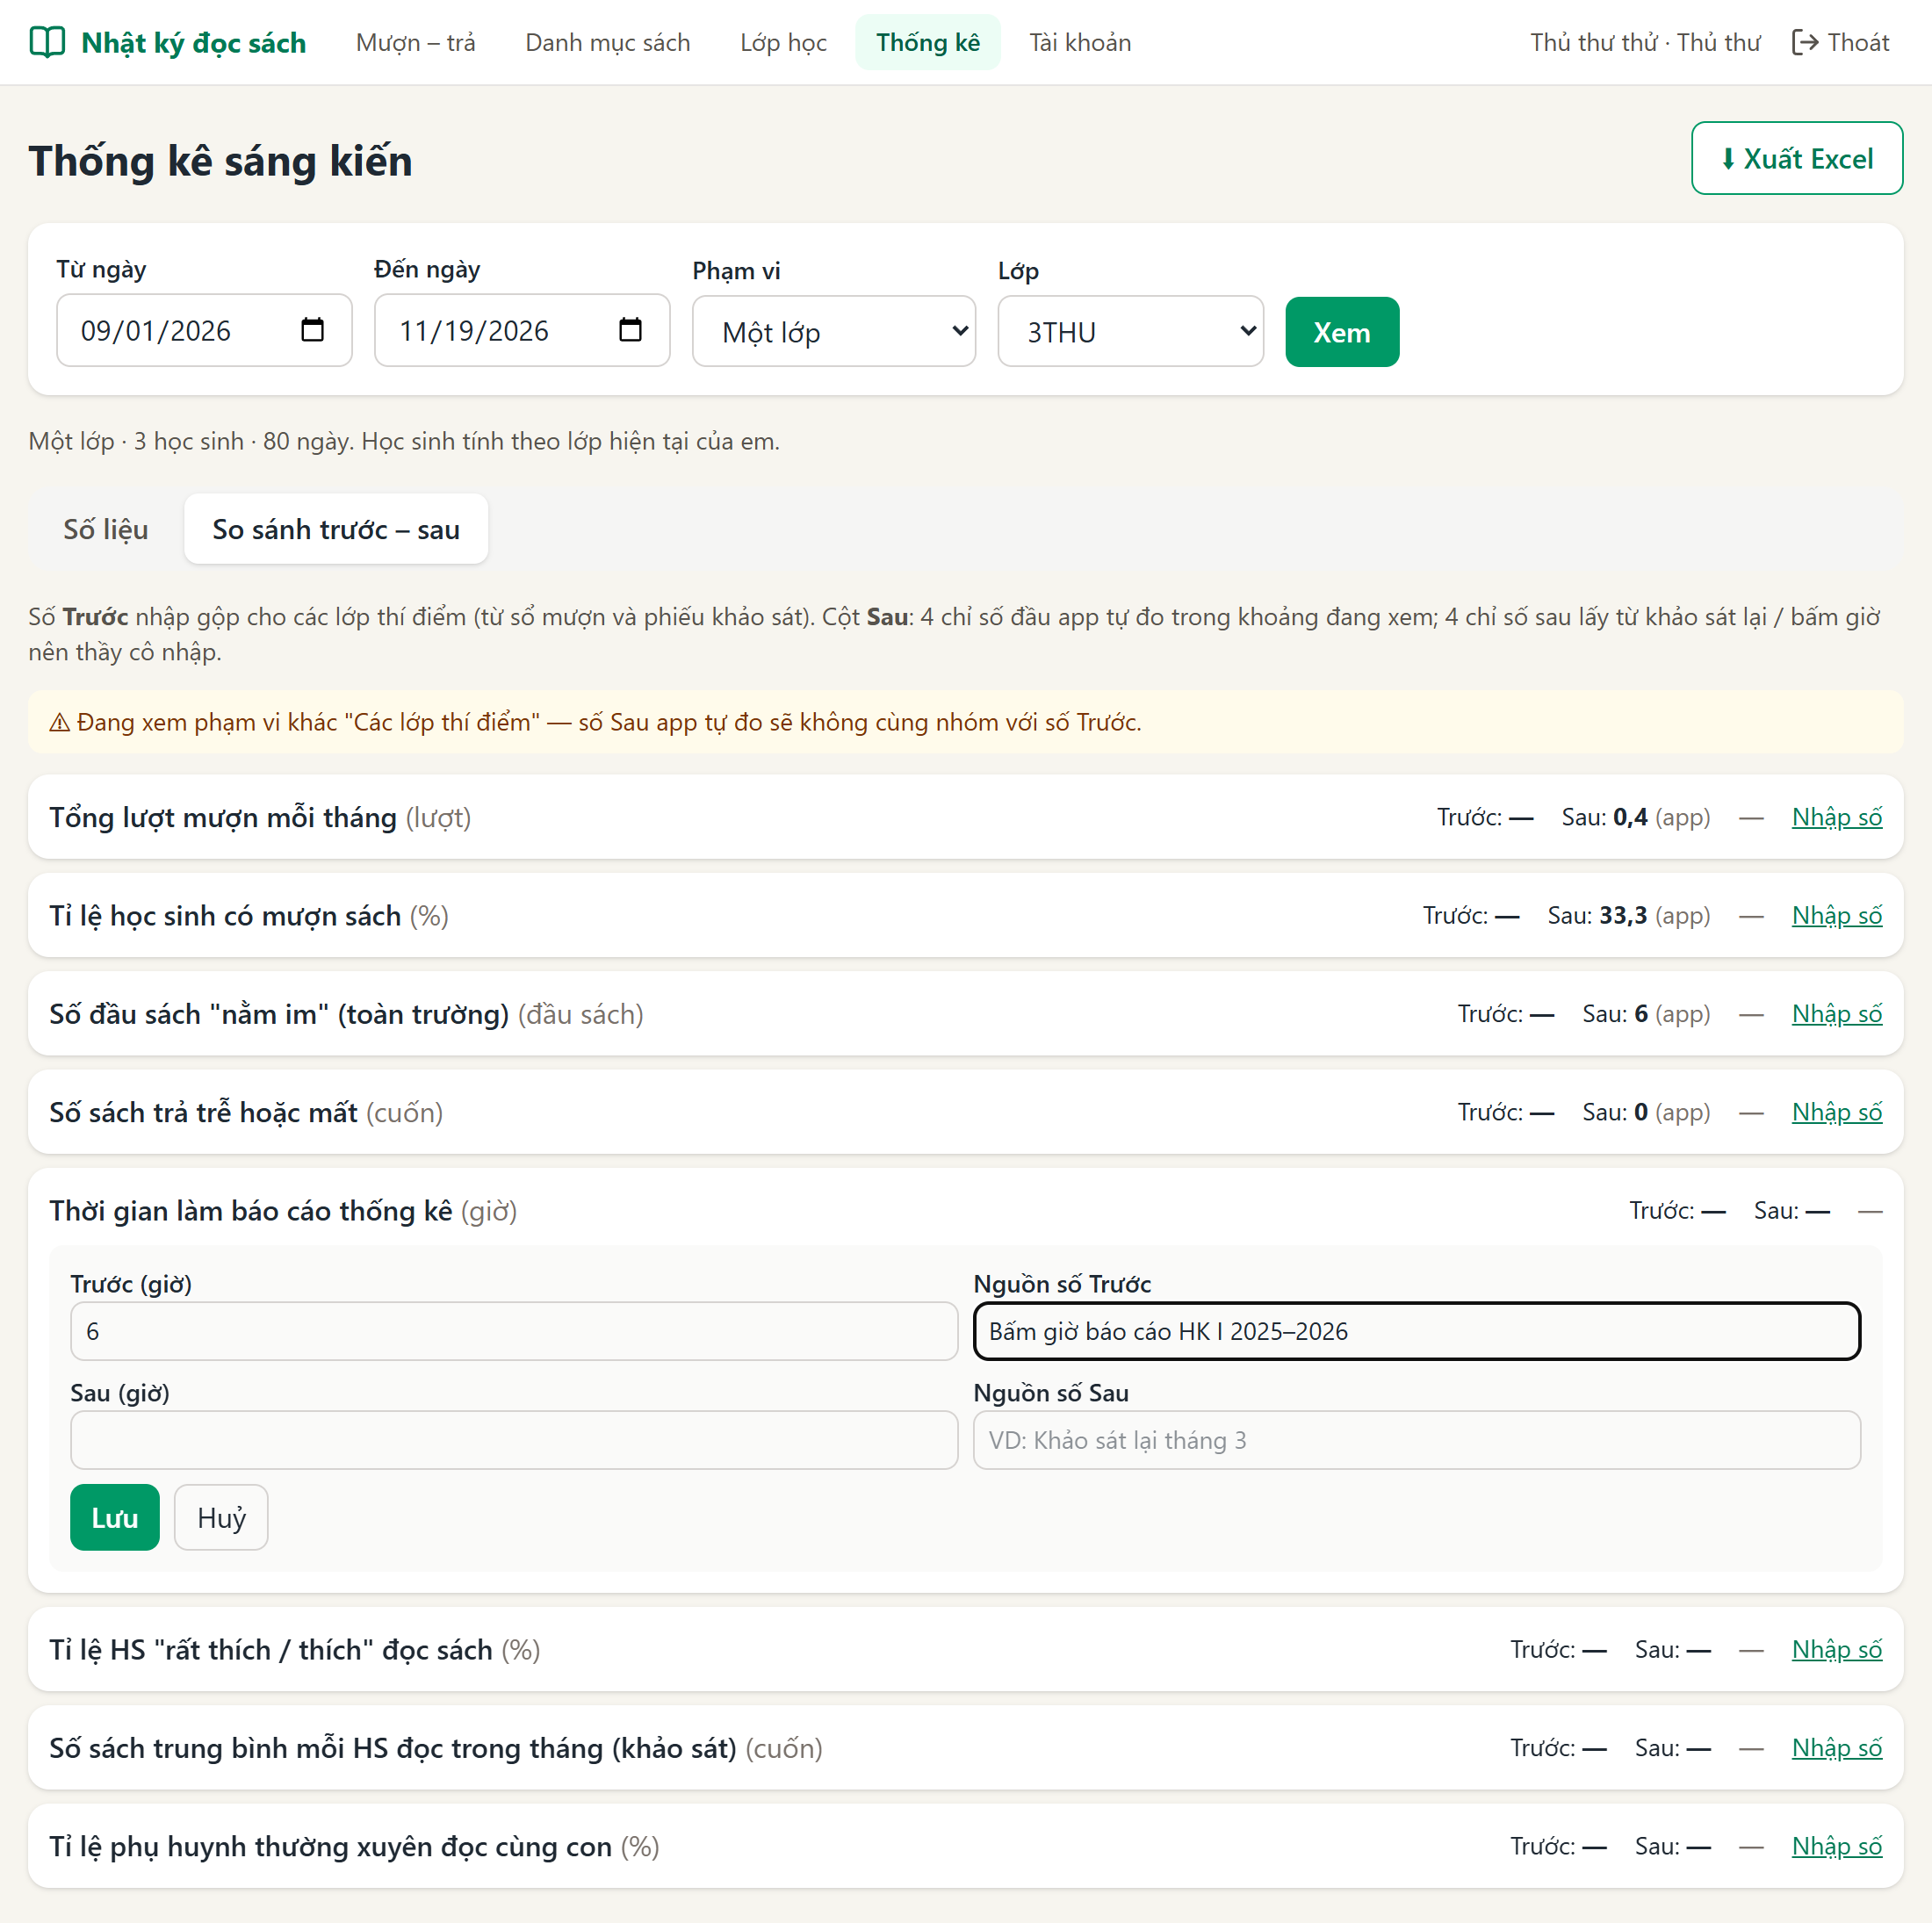 Nhật ký đọc sách Mượn – trả Danh mục sách Lớp học Thống kê Tài khoản Thủ thư thử · Thủ thư Thoát
Thống kê sáng kiến
⬇ Xuất Excel
Từ ngày Đến ngày Phạm vi Lớp
09/01/2026 11/19/2026 Một lớp 3THU Xem
Một lớp · 3 học sinh · 80 ngày. Học sinh tính theo lớp hiện tại của em.
Số liệu So sánh trước – sau
Số Trước nhập gộp cho các lớp thí điểm (từ sổ mượn và phiếu khảo sát). Cột Sau: 4 chỉ số đầu app tự đo trong khoảng đang xem; 4 chỉ số sau lấy từ khảo sát lại / bấm giờ
nên thầy cô nhập.
⚠ Đang xem phạm vi khác "Các lớp thí điểm" — số Sau app tự đo sẽ không cùng nhóm với số Trước.
Tổng lượt mượn mỗi tháng (lượt) Trước: — Sau: 0,4 (app) — Nhập số
Tỉ lệ học sinh có mượn sách (%) Trước: — Sau: 33,3 (app) — Nhập số
Số đầu sách "nằm im" (toàn trường) (đầu sách) Trước: — Sau: 6 (app) — Nhập số
Số sách trả trễ hoặc mất (cuốn) Trước: — Sau: 0 (app) — Nhập số
Thời gian làm báo cáo thống kê (giờ) Trước: — Sau: — —
Trước (giờ) Nguồn số Trước
6 Bấm giờ báo cáo HK I 2025–2026
Sau (giờ) Nguồn số Sau
VD: Khảo sát lại tháng 3
Lưu Huỷ
Tỉ lệ HS "rất thích / thích" đọc sách (%) Trước: — Sau: — — Nhập số
Số sách trung bình mỗi HS đọc trong tháng (khảo sát) (cuốn) Trước: — Sau: — — Nhập số
Tỉ lệ phụ huynh thường xuyên đọc cùng con (%) Trước: — Sau: — — Nhập số